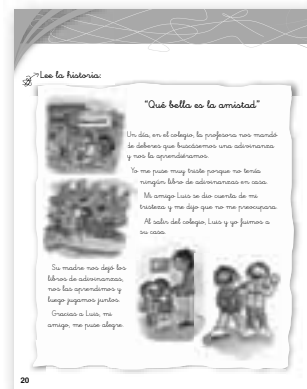 Lee la historia:
"Qué bella es la amistad"
Un día, en el colegio, la profesora nos mandó
de deberes que buscásemos una adivinanza
y nos la aprendiéramos.
Yo me puse muy triste porque no tenía
ningún libro de adivinanzas en casa.
Mi amigo Luis se dio cuenta de mi
tristeza y me dijo que no me preocupara.
Al salir del colegio, Luis y yo fuimos a
su casa.
Su madre nos dejó los
libros de adivinanzas,
nos las aprendimos y
luego jugamos juntos.
Gracias a Luis, mi
amigo, me puse alegre.
20